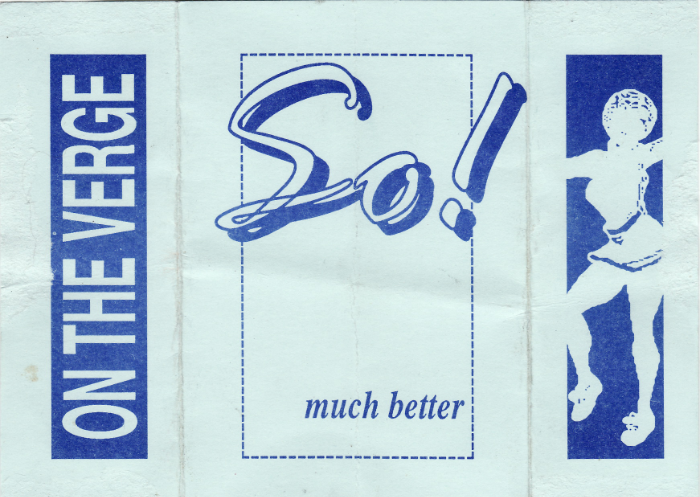 ON THE VERGE
So!
much better